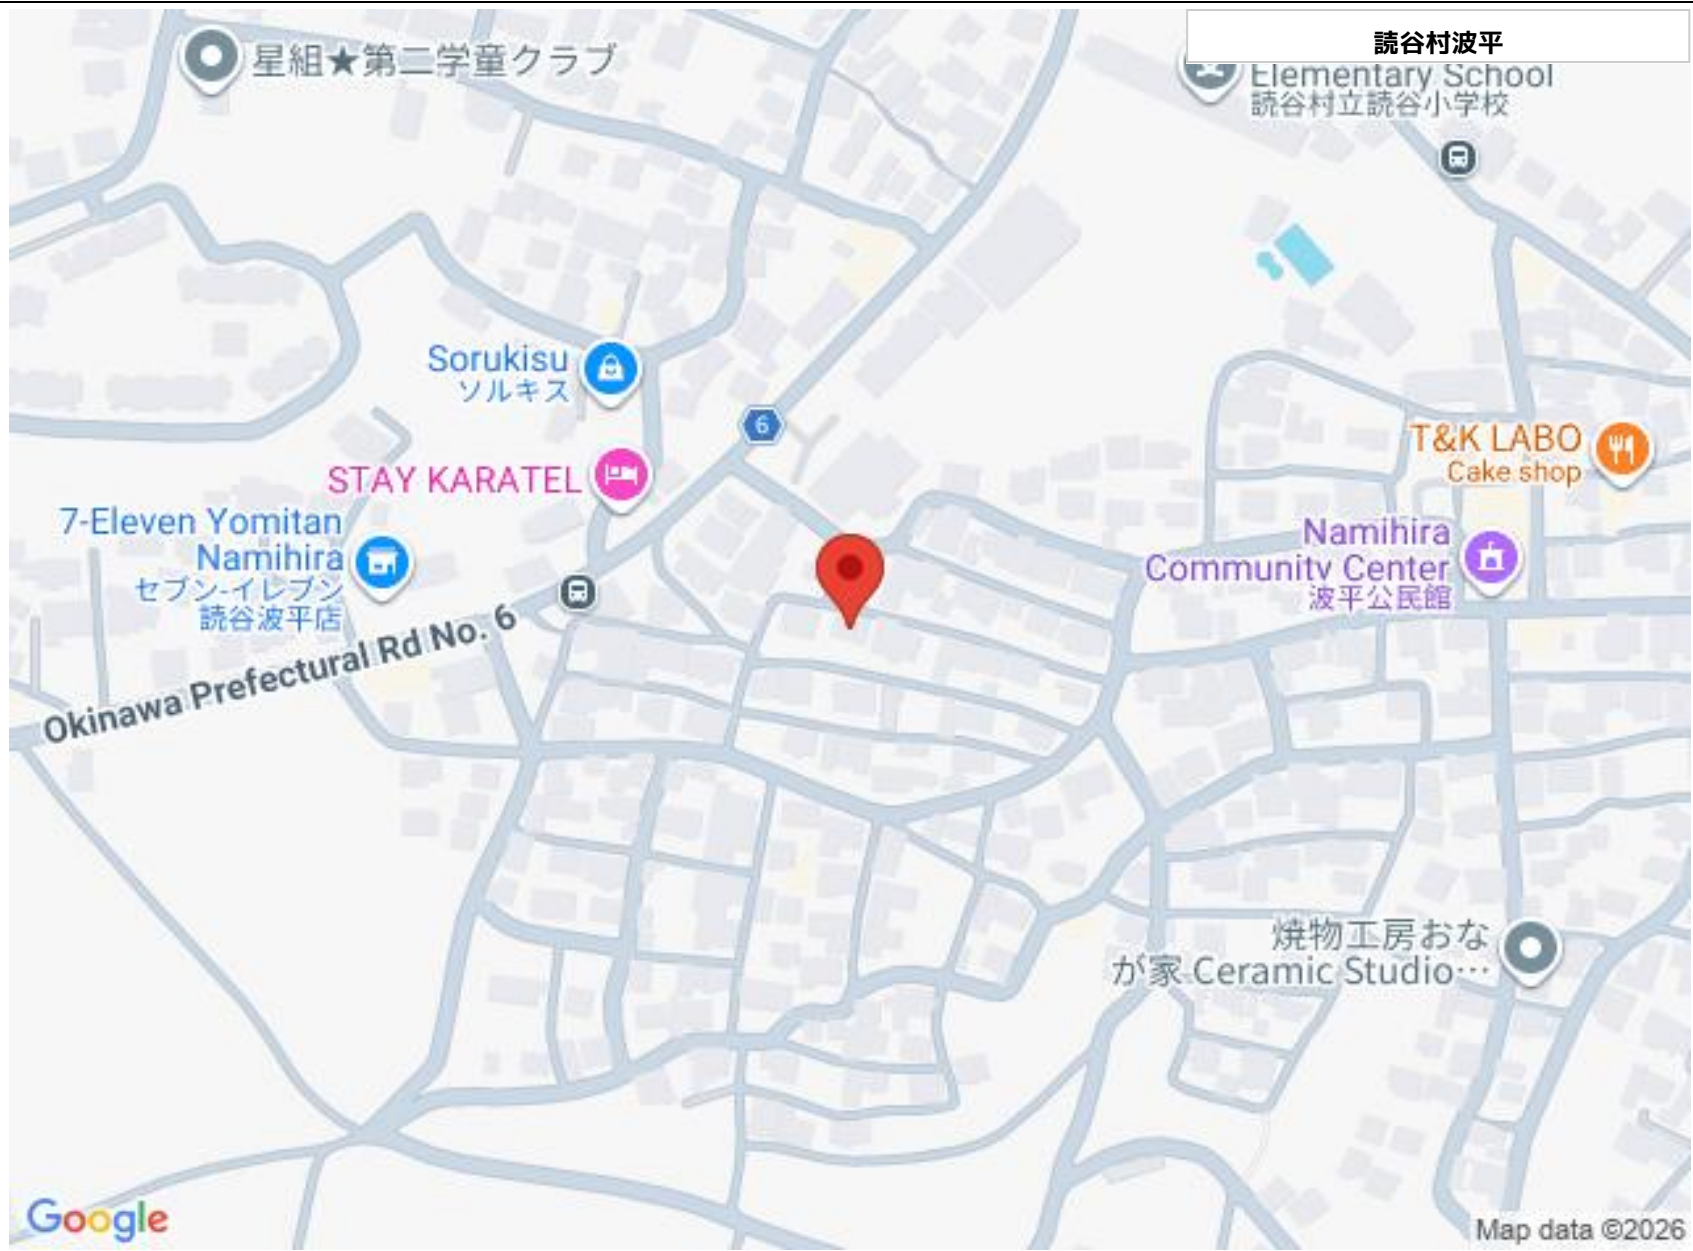 読谷村波平
星組★第二学童クラブ
Elementary School
読谷村立読谷小学校
Sorukisu
ソルキス
6
STAY KARATEL
T&K LABO
Cake shop
7-Eleven Yomitan
Namihira
セブン-イレブン
読谷波平店
Namihira
Community Center
波平公民館
Okinawa Prefectural Rd No. 6
焼物工房おな
が家 Ceramic Studio…
Google
Map data ©2026